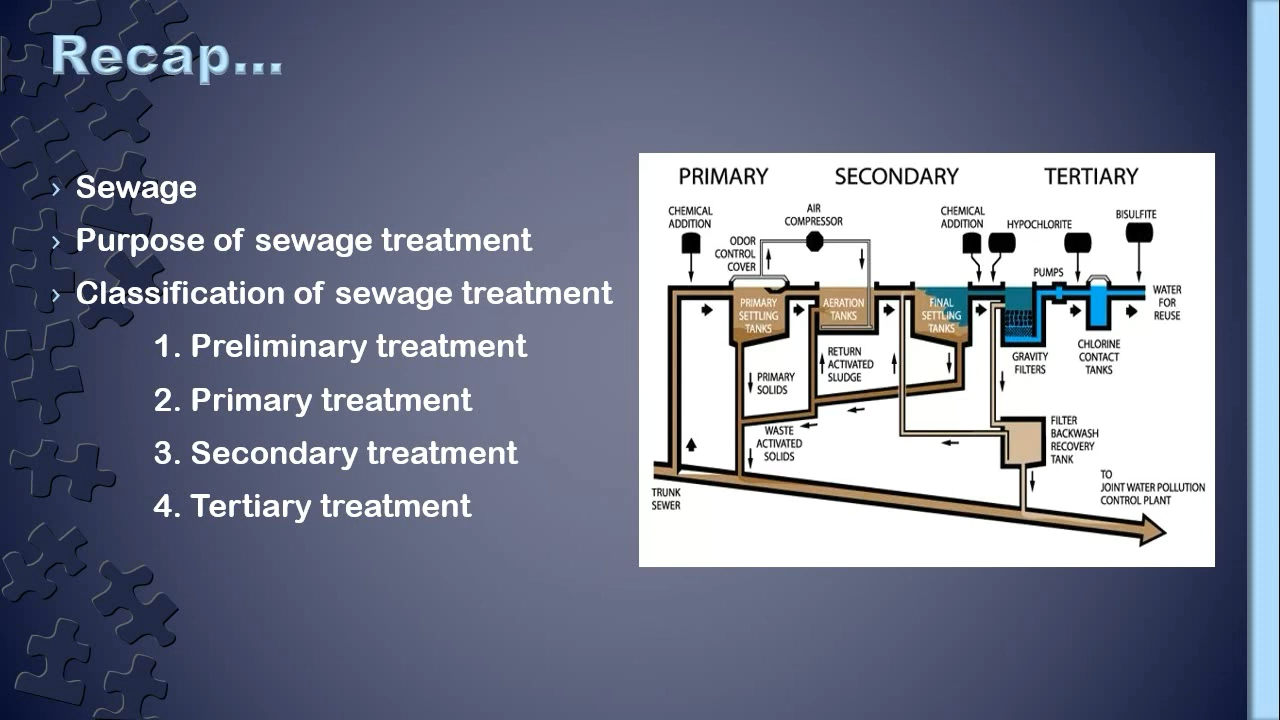 Recap...
› Sewage
› Purpose of sewage treatment
› Classification of sewage treatment
1. Preliminary treatment
2. Primary treatment
3. Secondary treatment
4. Tertiary treatment
PRIMARY
SECONDARY
TERTIARY
CHEMICAL
ADDITION
AIR
COMPRESSOR
CHEMICAL
ADDITION
HYPOCHLORITE
BISULFITE
ODOR
CONTROL
COVER
PUMPS
PRIMARY
SETTLING
TANKS
AERATION
TANKS
FINAL
SETTLING
TANKS
WATER
FOR
REUSE
GRAVITY
FILTERS
CHLORINE
CONTACT
TANKS
RETURN
ACTIVATED
SLUDGE
PRIMARY
SOLIDS
WASTE
ACTIVATED
SOLIDS
FILTER
BACKWASH
RECOVERY
TANK
TRUNK
SEWER
TO
JOINT WATER POLLUTION
CONTROL PLANT